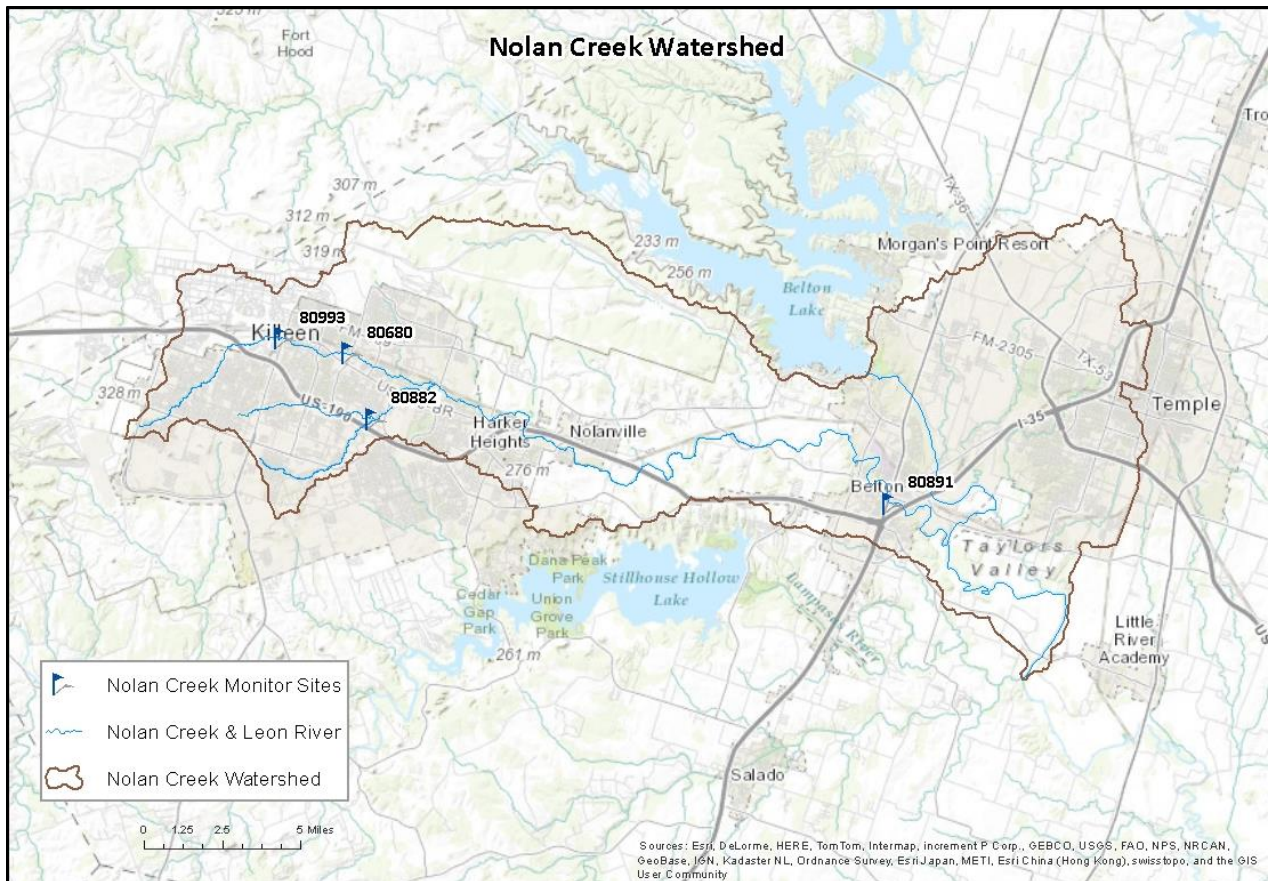 Nolan Creek Watershed
Fort
Hood
307 m
312 m
319 m
233 m
256 m
TX-36
Morgan's Point Resort
Belton
Lake
80993
Killeen
80680
328 m
US-190
80882
Harker
Heights
276 m
Nolanville
FM-2305
TX-53
I-35
Temple
Belton
80891
Taylors
Valley
Dana Peak
Park
Stillhouse Hollow
Lake
Cedar
Gap
Park
Union
Grove
Park
261 m
Lampasas River
Little
River
Academy
Salado
Nolan Creek Monitor Sites
Nolan Creek & Leon River
Nolan Creek Watershed
0 1.25 2.5 5 Miles
Sources: Esri, DeLorme, HERE, TomTom, Intermap, increment P Corp., GEBCO, USGS, FAO, NPS, NRCAN,
GeoBase, IGN, Kadaster NL, Ordnance Survey, Esri Japan, METI, Esri China (Hong Kong), swisstopo, and the GIS
User Community